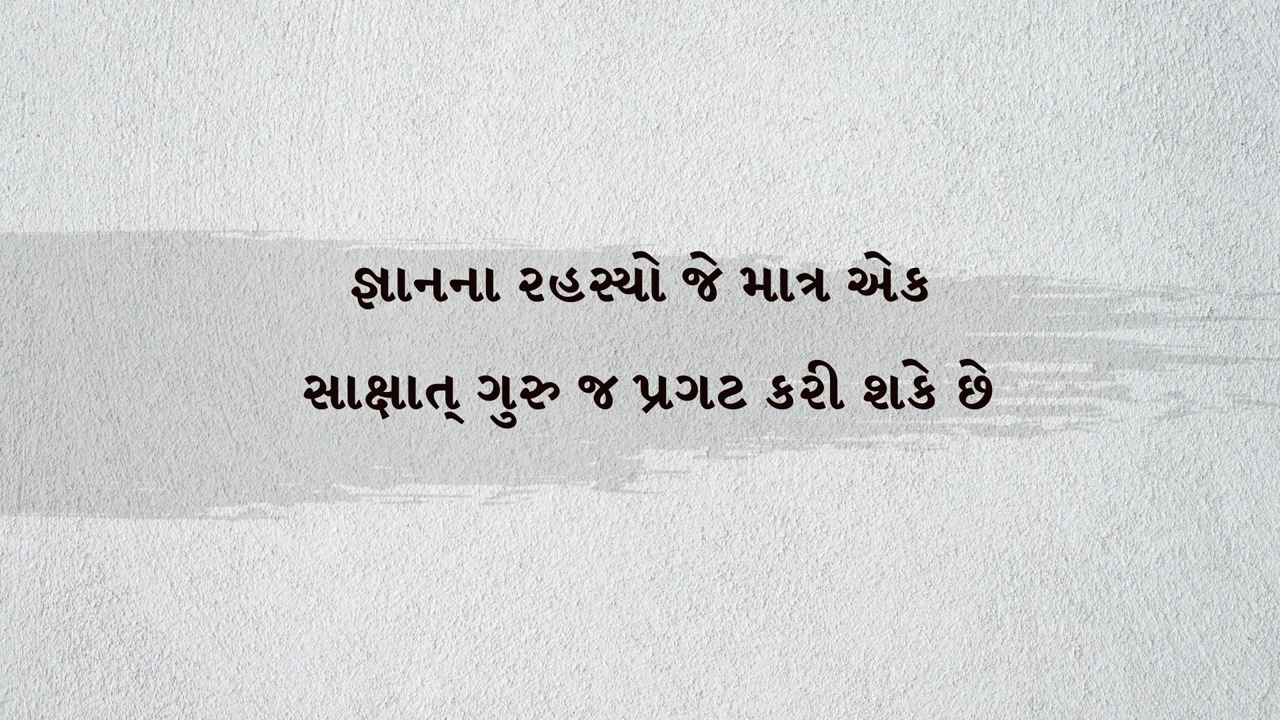 જ્ઞાનના રહસ્યો જે માત્ર એક
સાક્ષાત્ ગુરુ જ પ્રગટ કરી શકે છે